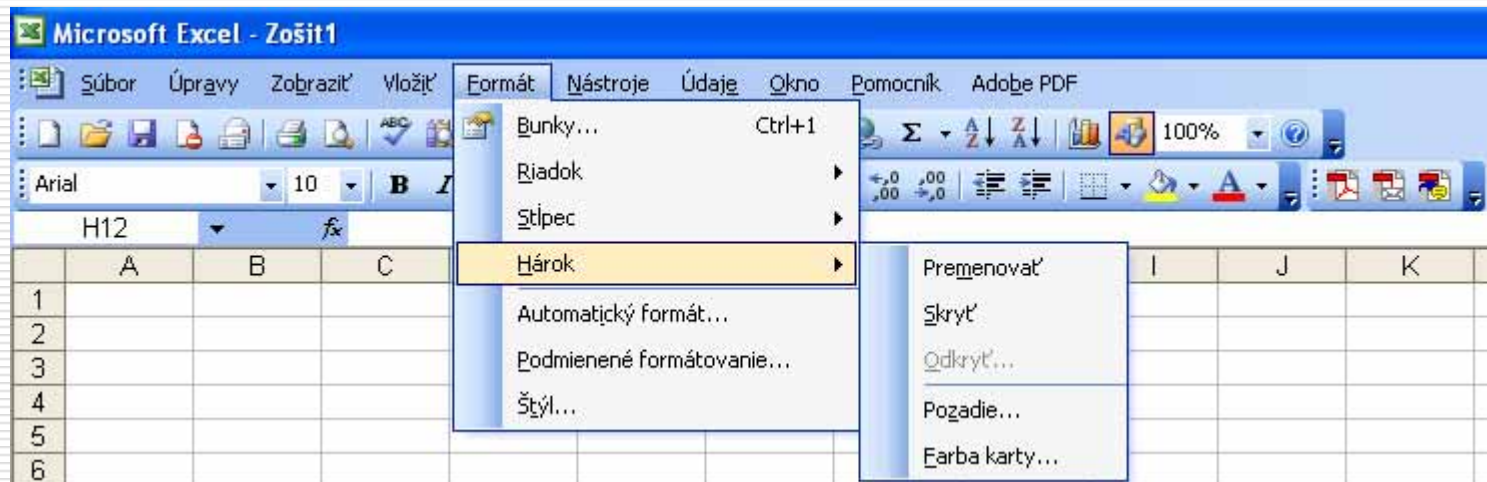 Microsoft Excel - Zošit1
Súbor Úpravy Zobraziť Vložiť Formát Nástroje Údaje Okno Pomocník Adobe PDF
Σ 100%
Arial 10 B I
H12 fx
Bunky... Ctrl+1
Riadok
Stĺpec
Hárok
Automatický formát...
Podmienené formátovanie...
Štýl...
Premenovať
Skryť
Odkryť...
Pozadie...
Farba karty...
A B C I J K
1
2
3
4
5
6